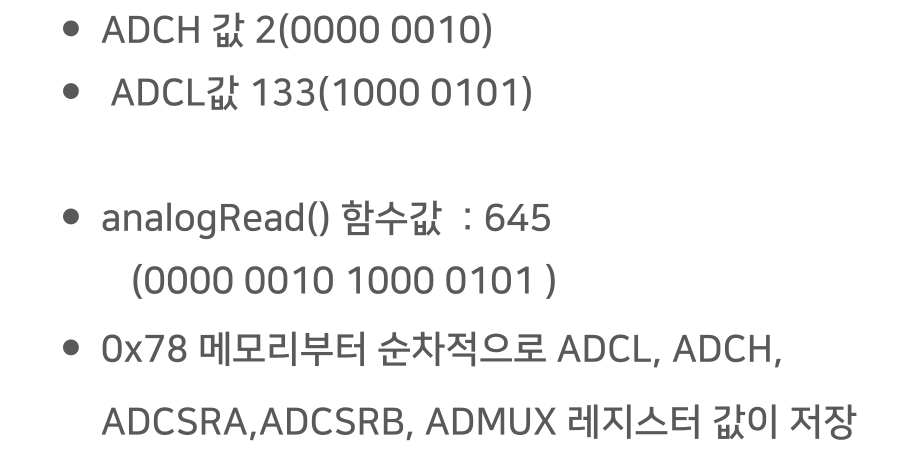 • ADCH 값 2(0000 0010)
• ADCL값 133(1000 0101)
• analogRead() 함수값 : 645
(0000 0010 1000 0101 )
• 0x78 메모리부터 순차적으로 ADCL, ADCH,
ADCSRA,ADCSRB, ADMUX 레지스터 값이 저장